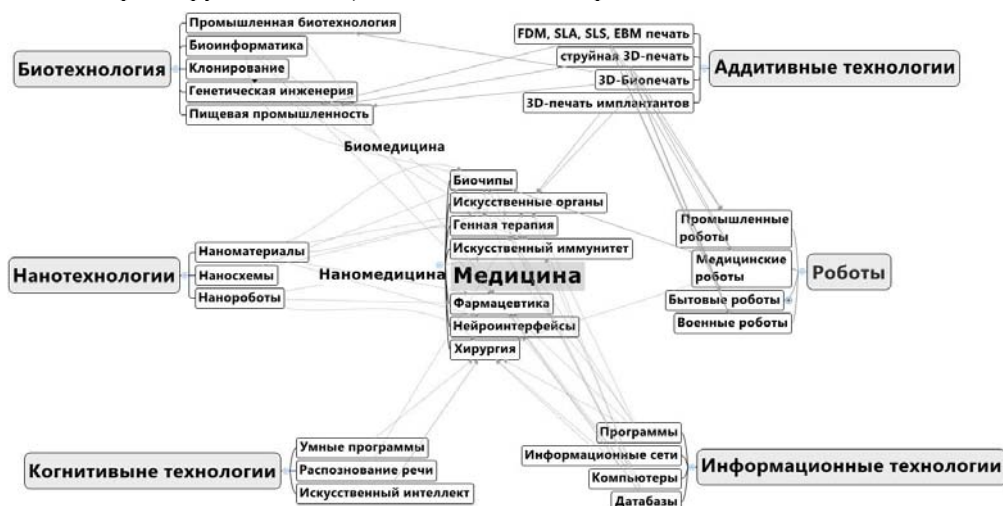 Промышленная биотехнология
Биоинформатика
Биотехнология
Клонирование
Генетическая инженерия
Пищевая промышленность
FDM, SLA, SLS, EBM печать
струйная 3D-печать
Аддитивные технологии
3D-Биопечать
3D-печать имплантантов
Биомедицина
Биочипы
Искусственные органы
Генная терапия
Искусственный иммунитет
Наномедицина
Медицина
Фармацевтика
Нейроинтерфейсы
Хирургия
Наноматериалы
Нанотехнологии
Наносхемы
Нанороботы
Промышленные
роботы
Медицинские
роботы
Роботы
Бытовые роботы
Военные роботы
Умные программы
Когнитивыне технологии
Распознование речи
Искусственный интеллект
Программы
Информационные сети
Информационные технологии
Компьютеры
Датабазы